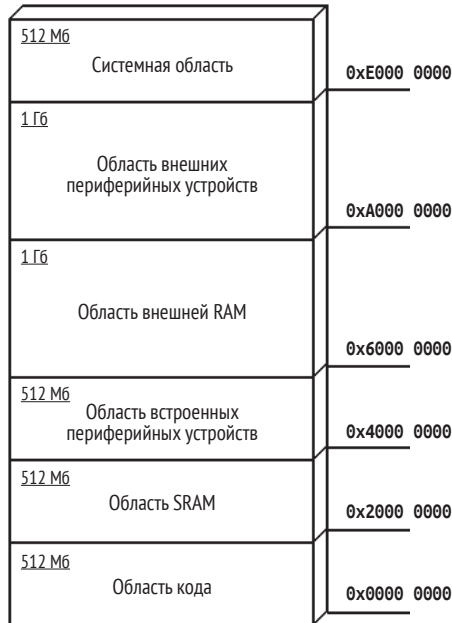 512 Мб
Системная область
0xE000 0000
1 Гб
Область внешних
периферийных устройств
0xA000 0000
1 Гб
Область внешней RAM
0x6000 0000
512 Мб
Область встроенных
периферийных устройств
0x4000 0000
512 Мб
Область SRAM
0x2000 0000
512 Мб
Область кода
0x0000 0000